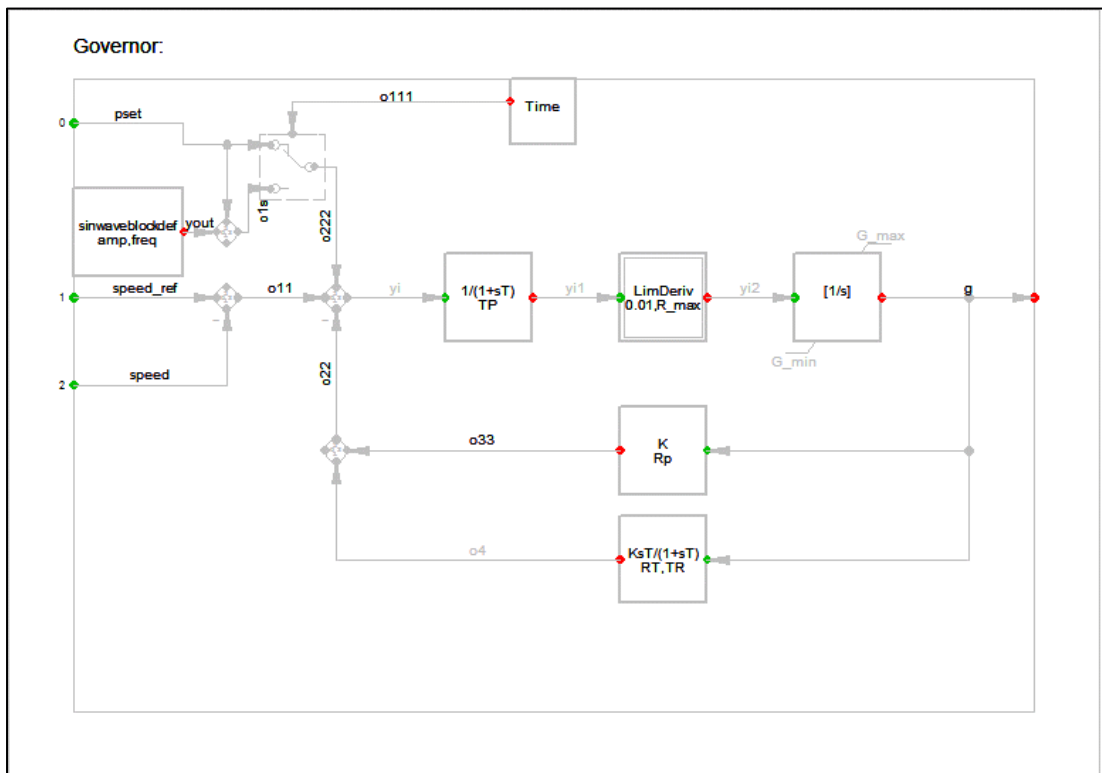 Governor:
o111
Time
pset
0
sinwaveblockdef
amp,freq
yout
o1s
o222
G_max
1
speed_ref
o11
yi
1/(1+sT)
TP
yi1
LimDeriv
0.01,R_max
yi2
[1/s]
g
-
-
G_min
2
speed
o22
o33
K
Rp
o4
KsT/(1+sT)
RT,TR